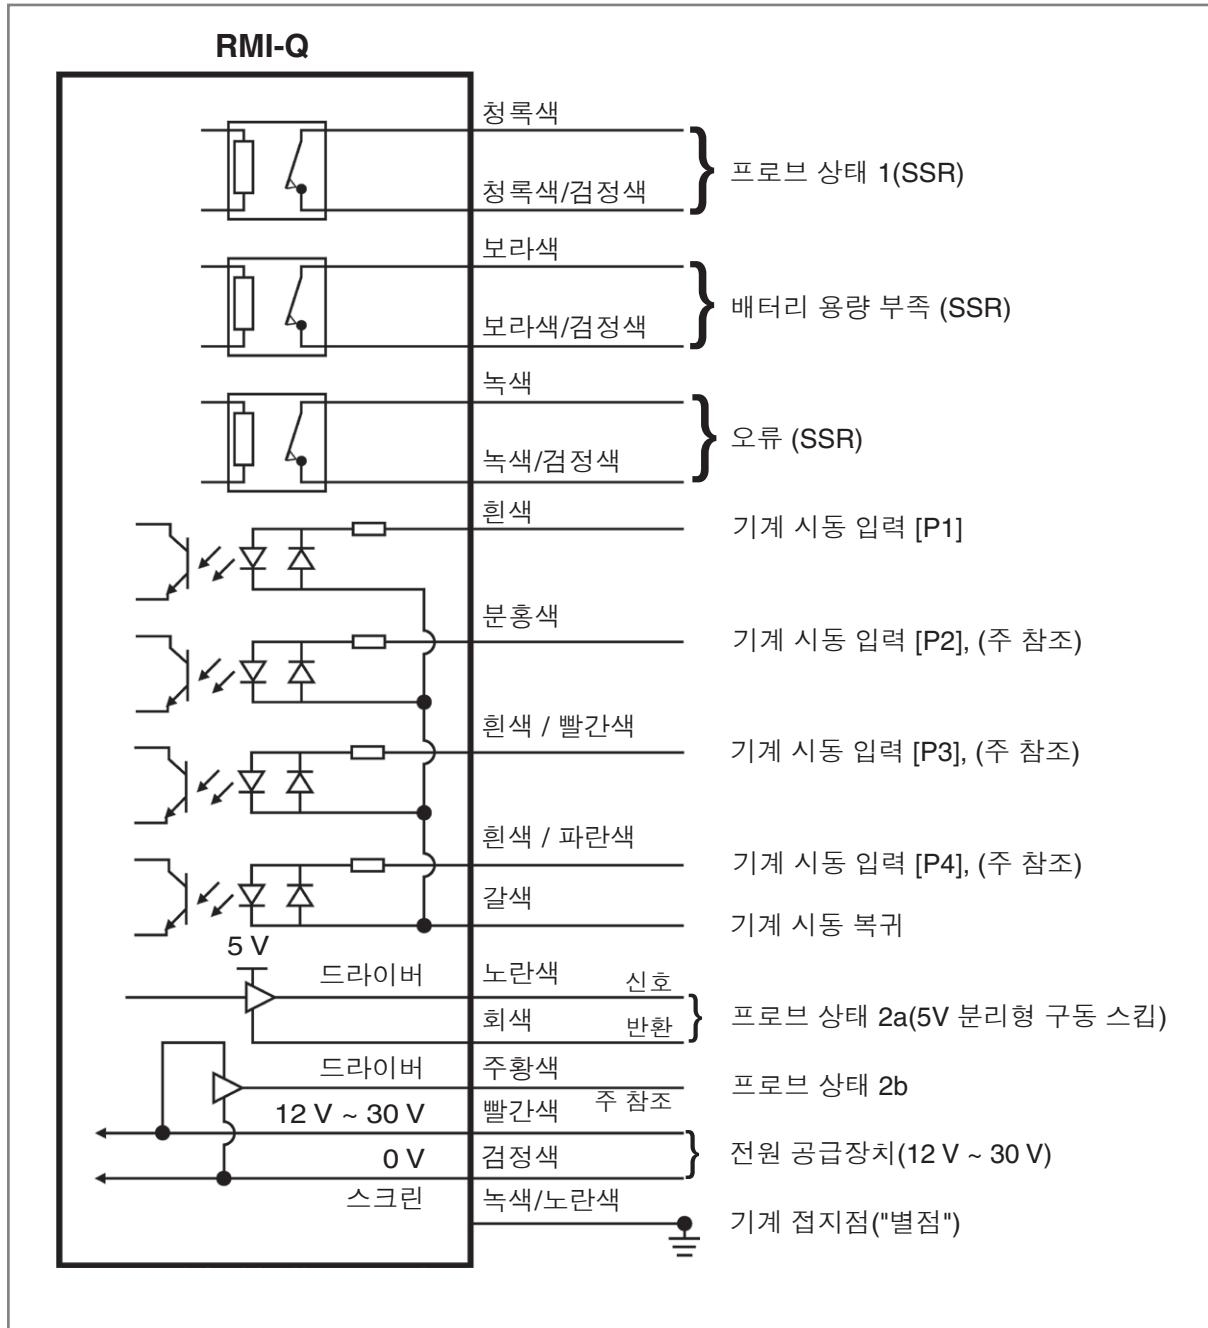 RMI-Q
청록색
프로브 상태 1(SSR)
청록색/검정색
보라색
배터리 용량 부족 (SSR)
보라색/검정색
녹색
오류 (SSR)
녹색/검정색
흰색
기계 시동 입력 [P1]
분홍색
기계 시동 입력 [P2], (주 참조)
흰색 / 빨간색
기계 시동 입력 [P3], (주 참조)
흰색 / 파란색
기계 시동 입력 [P4], (주 참조)
갈색
기계 시동 복귀
5 V
드라이버 노란색 신호
프로브 상태 2a(5V 분리형 구동 스킵)
회색 반환
드라이버 주황색
프로브 상태 2b
주 참조
12 V ~ 30 V 빨간색
전원 공급장치(12 V ~ 30 V)
0 V 검정색
스크린 녹색/노란색
기계 접지점("별점")